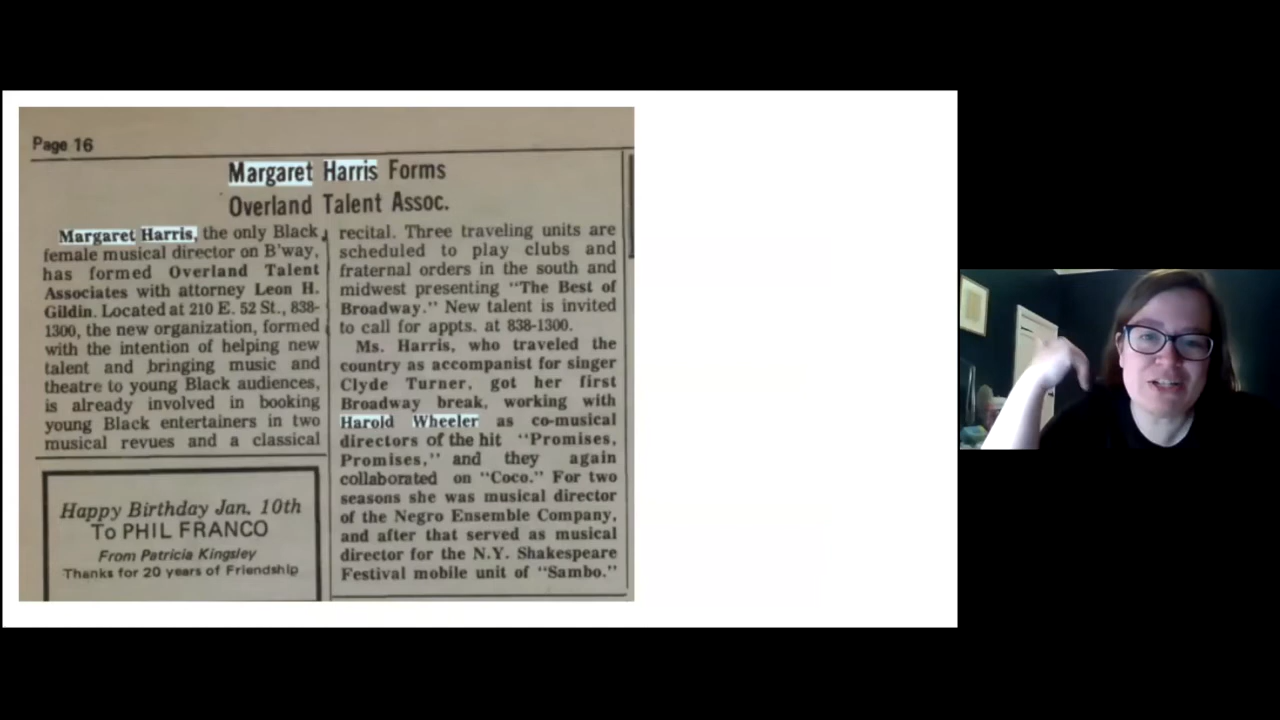 Page 16
Margaret Harris Forms
Overland Talent Assoc.
Margaret Harris, the only Black
female musical director on B'way,
has formed Overland Talent
Associates with attorney Leon H.
Gildin. Located at 210 E. 52 St., 838-
1300, the new organization, formed
with the intention of helping new
talent and bringing music and
theatre to young Black audiences,
is already involved in booking
young Black entertainers in two
musical revues and a classical
recital. Three traveling units are
scheduled to play clubs and
fraternal orders in the south and
midwest presenting "The Best of
Broadway." New talent is invited
to call for appts. at 838-1300.
Ms. Harris, who traveled the
country as accompanist for singer
Clyde Turner, got her first
Broadway break, working with
Harold Wheeler as co-musical
directors of the hit "Promises,
Promises," and they again
collaborated on "Coco." For two
seasons she was musical director
of the Negro Ensemble Company,
and after that served as musical
director for the N.Y. Shakespeare
Festival mobile unit of "Sambo."
Happy Birthday Jan. 10th
To PHIL FRANCO
From Patricia Kingsley
Thanks for 20 years of Friendship